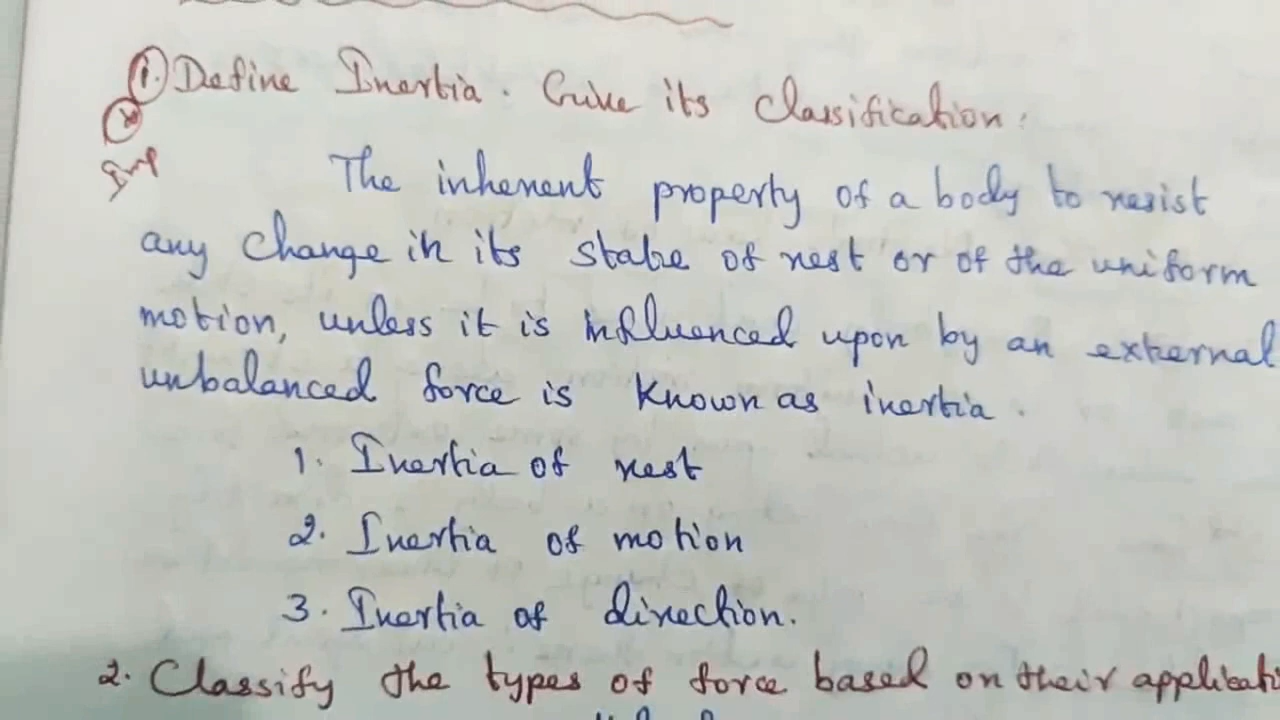 1. Define Inertia. Give its classification:
Imp
The inherent property of a body to resist
any change in its state of rest or of the uniform
motion, unless it is influenced upon by an external
unbalanced force is known as inertia.
1. Inertia of rest
2. Inertia of motion
3. Inertia of direction.
2. Classify the types of force based on their applicati